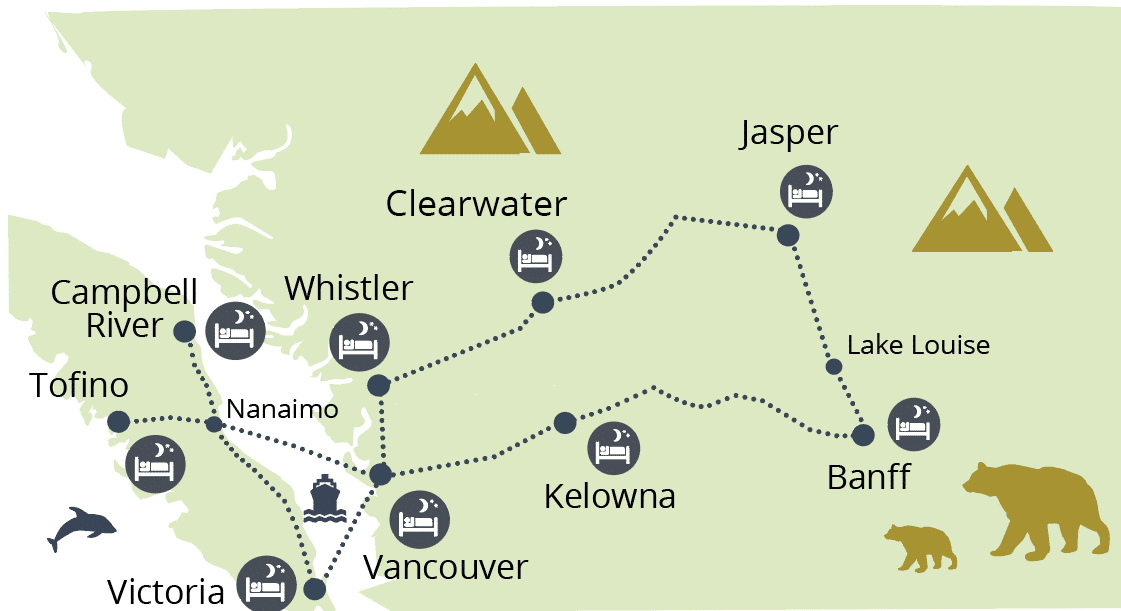 Jasper
Clearwater
Campbell
River
Whistler
Lake Louise
Tofino
Nanaimo
Banff
Kelowna
Vancouver
Victoria